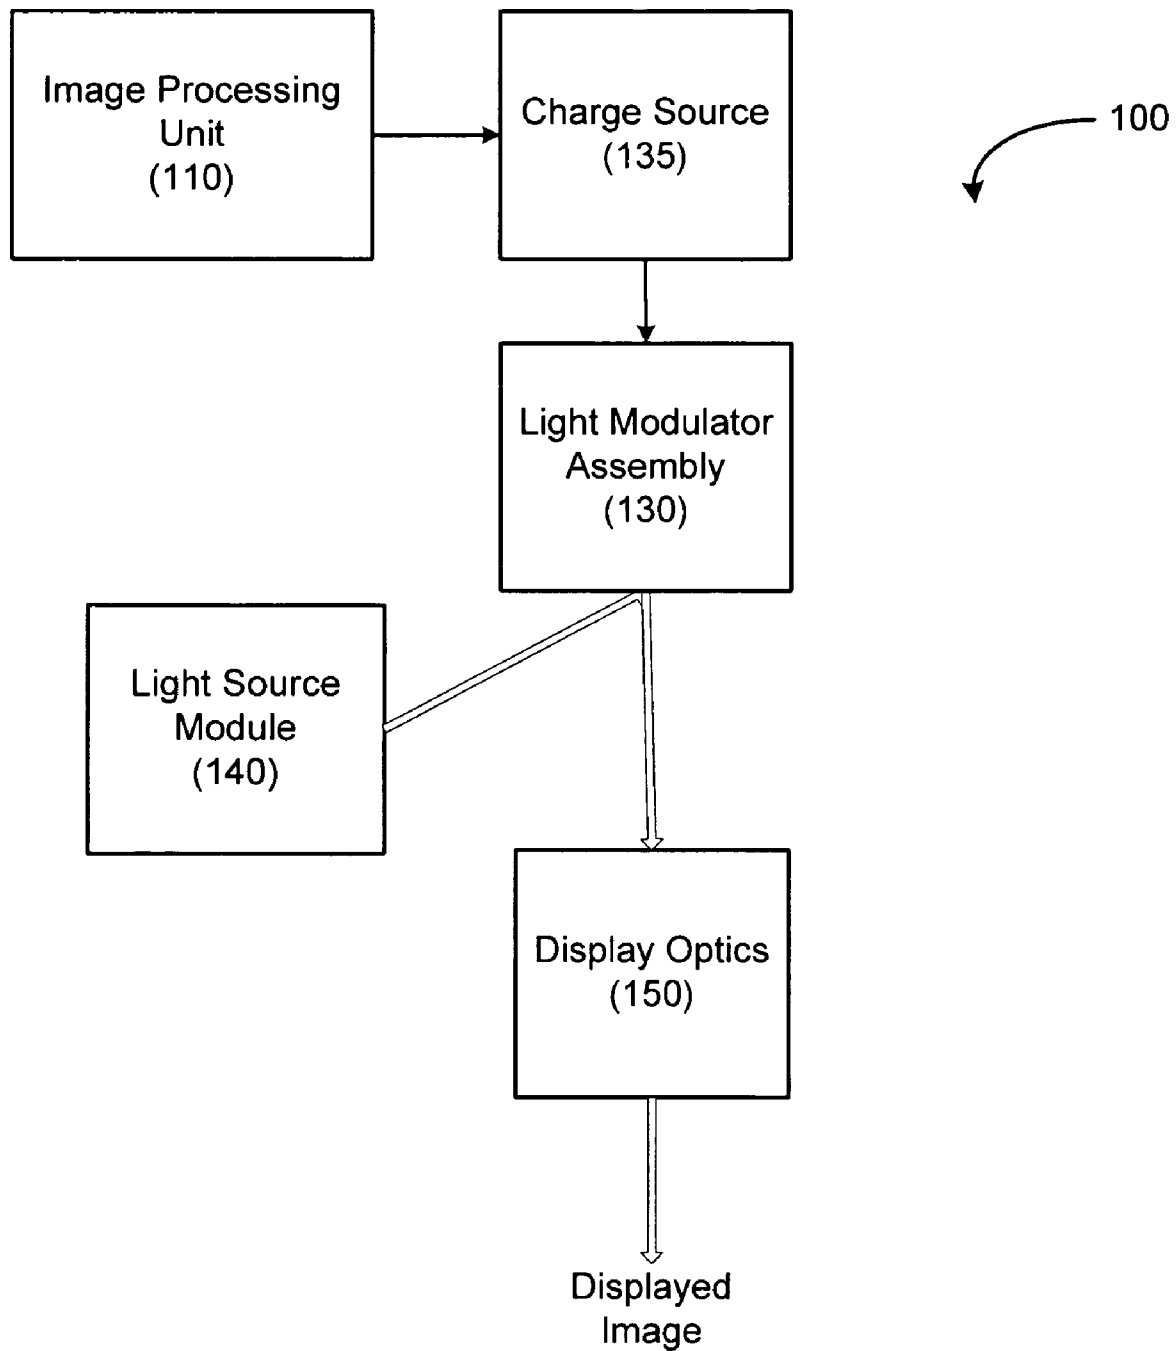 Image Processing
Unit
(110)
Charge Source
(135)
100
Light Modulator
Assembly
(130)
Light Source
Module
(140)
Display Optics
(150)
Displayed
Image